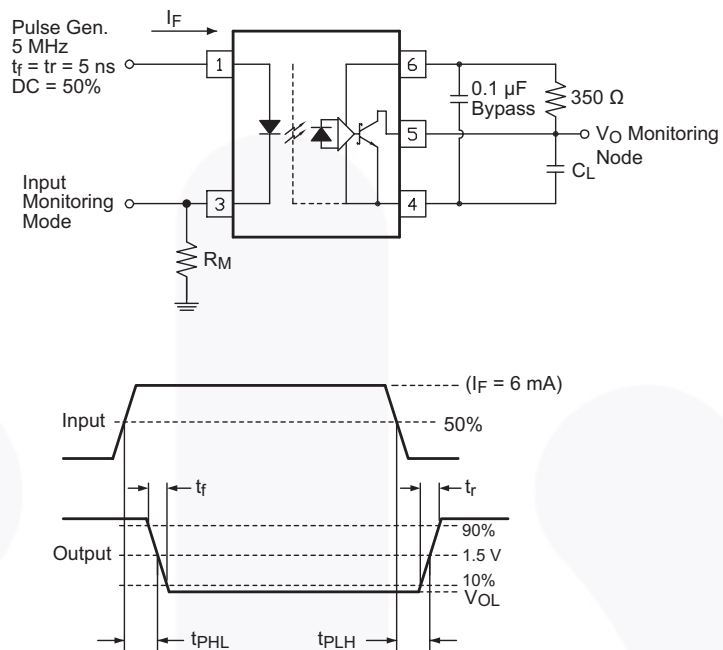 Pulse Gen.
5 MHz
tf = tr = 5 ns
DC = 50%
IF
1
6
0.1 µF
Bypass
350 Ω
5
VO Monitoring
Node
CL
Input
Monitoring
Mode
3
4
RM
(IF = 6 mA)
Input
50%
tf
tr
90%
Output
1.5 V
10%
VOL
tPHL
tPLH